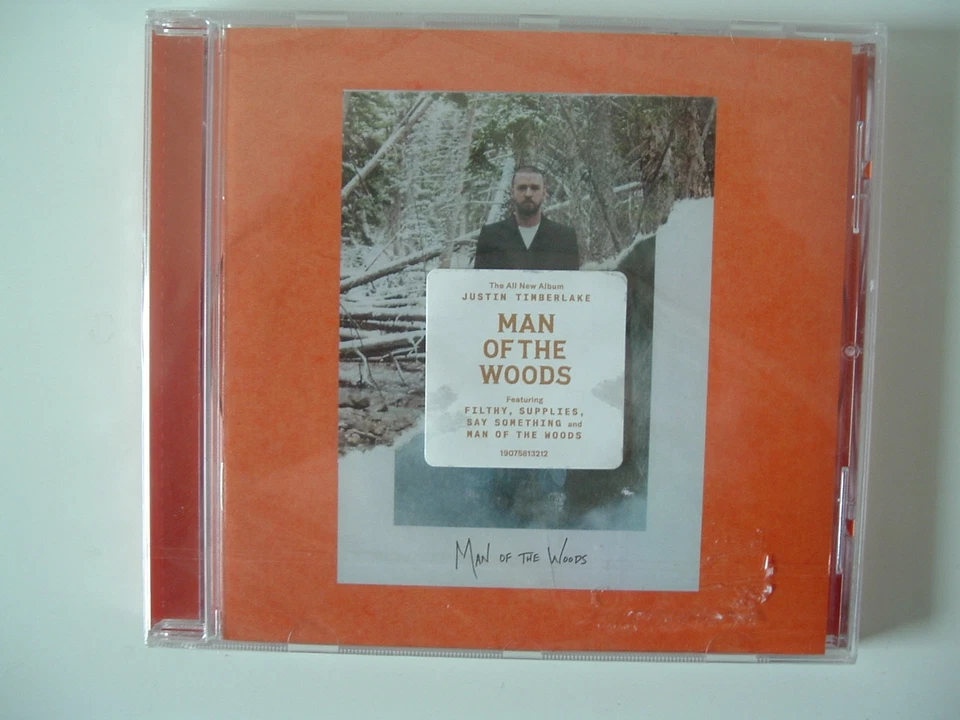 The All New Album
JUSTIN TIMBERLAKE
MAN
OF THE
WOODS
Featuring
FILTHY, SUPPLIES,
SAY SOMETHING and
MAN OF THE WOODS
19075813212
MAN OF THE WOODS